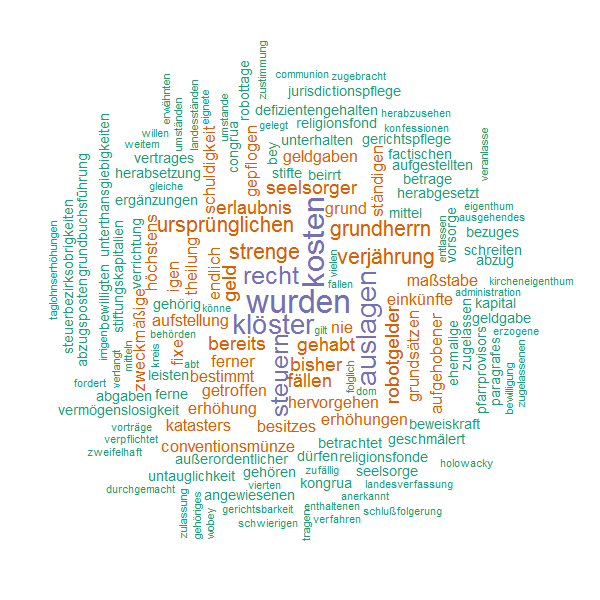 zustimmung
communion
zugebracht
robottage
jurisdictionspflege
erwähnten
umständen
landesständen
eignete
umstande
congrua
defizientengehalten
herabzusehen
gelegt
religionsfond
konfessionen
willen
weitem
schuldigkeit
gepflogen
bey
unterhalten
gerichtspflege
veranlasse
vertrages
geldgaben
ständigen
factischen
herabsetzung
stifte
beirrt
aufgestellten
gleiche
seelsorger
betrage
ergänzungen
herabgesetzt
unterthansgiebigkeiten
erlaubnis
kosten
grund
mittel
eigenthum
ausgehendes
ursprünglichen
grundherrn
entlassen
vorsorge
bezuges
verrichtung
höchstens
theilung
strenge
verjährung
schreiten
abzug
taglohnserhöhungen
steuerbezirksobrigkeiten
abzugsposten
grundbuchsführung
bewilligten
stiftungskapitalien
igen
endlich
geld
recht
vielen
fallen
auslagen
maßstabe
administration
kircheneigenthum
zweckmäßige
gehörig
könne
wurden
einkünfte
kapital
aufstellung
klöster
gilt
nie
robotgelder
grundsätzen
aufgehobener
ehemalige
zugelassen
geldgabe
erzogene
irrigen
behörden
bereits
steuern
gehabt
pfarrprovisors
paragrafes
bewilligung
zugelassenen
verlangt
mitteln
kreis
fixe
abt
ferner
bisher
folglich
dom
fordert
leisten
bestimmt
fällen
abgaben
ferne
getroffen
hervorgehen
vermögenslosigkeit
erhöhung
erhöhungen
beweiskraft
vorträge
katasters
besitzes
verpflichtet
conventionsmünze
betrachtet
geschmälert
zweifelhaft
außerordentlicher
dürfen
religionsfonde
holowacky
untauglichkeit
gehören
zufällig
seelsorge
durchgemacht
vierten
kongrua
landesverfassung
zulassung
gehöriges
wobey
angewiesenen
anerkannt
gerichtsbarkeit
enthaltenen
schlußfolgerung
schwierigen
tragen
verfahren